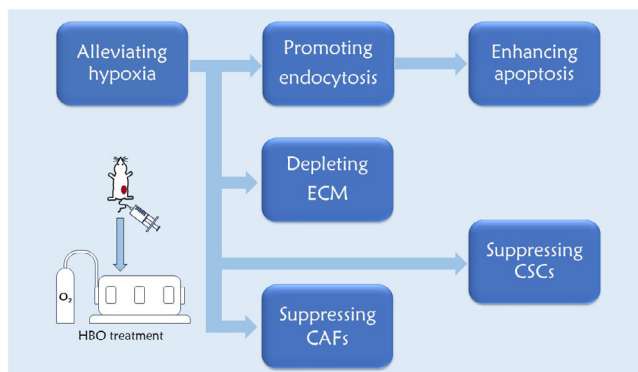 Alleviating
hypoxia
Promoting
endocytosis
Enhancing
apoptosis
Depleting
ECM
Suppressing
CSCs
Suppressing
CAFs
O₂
HBO treatment